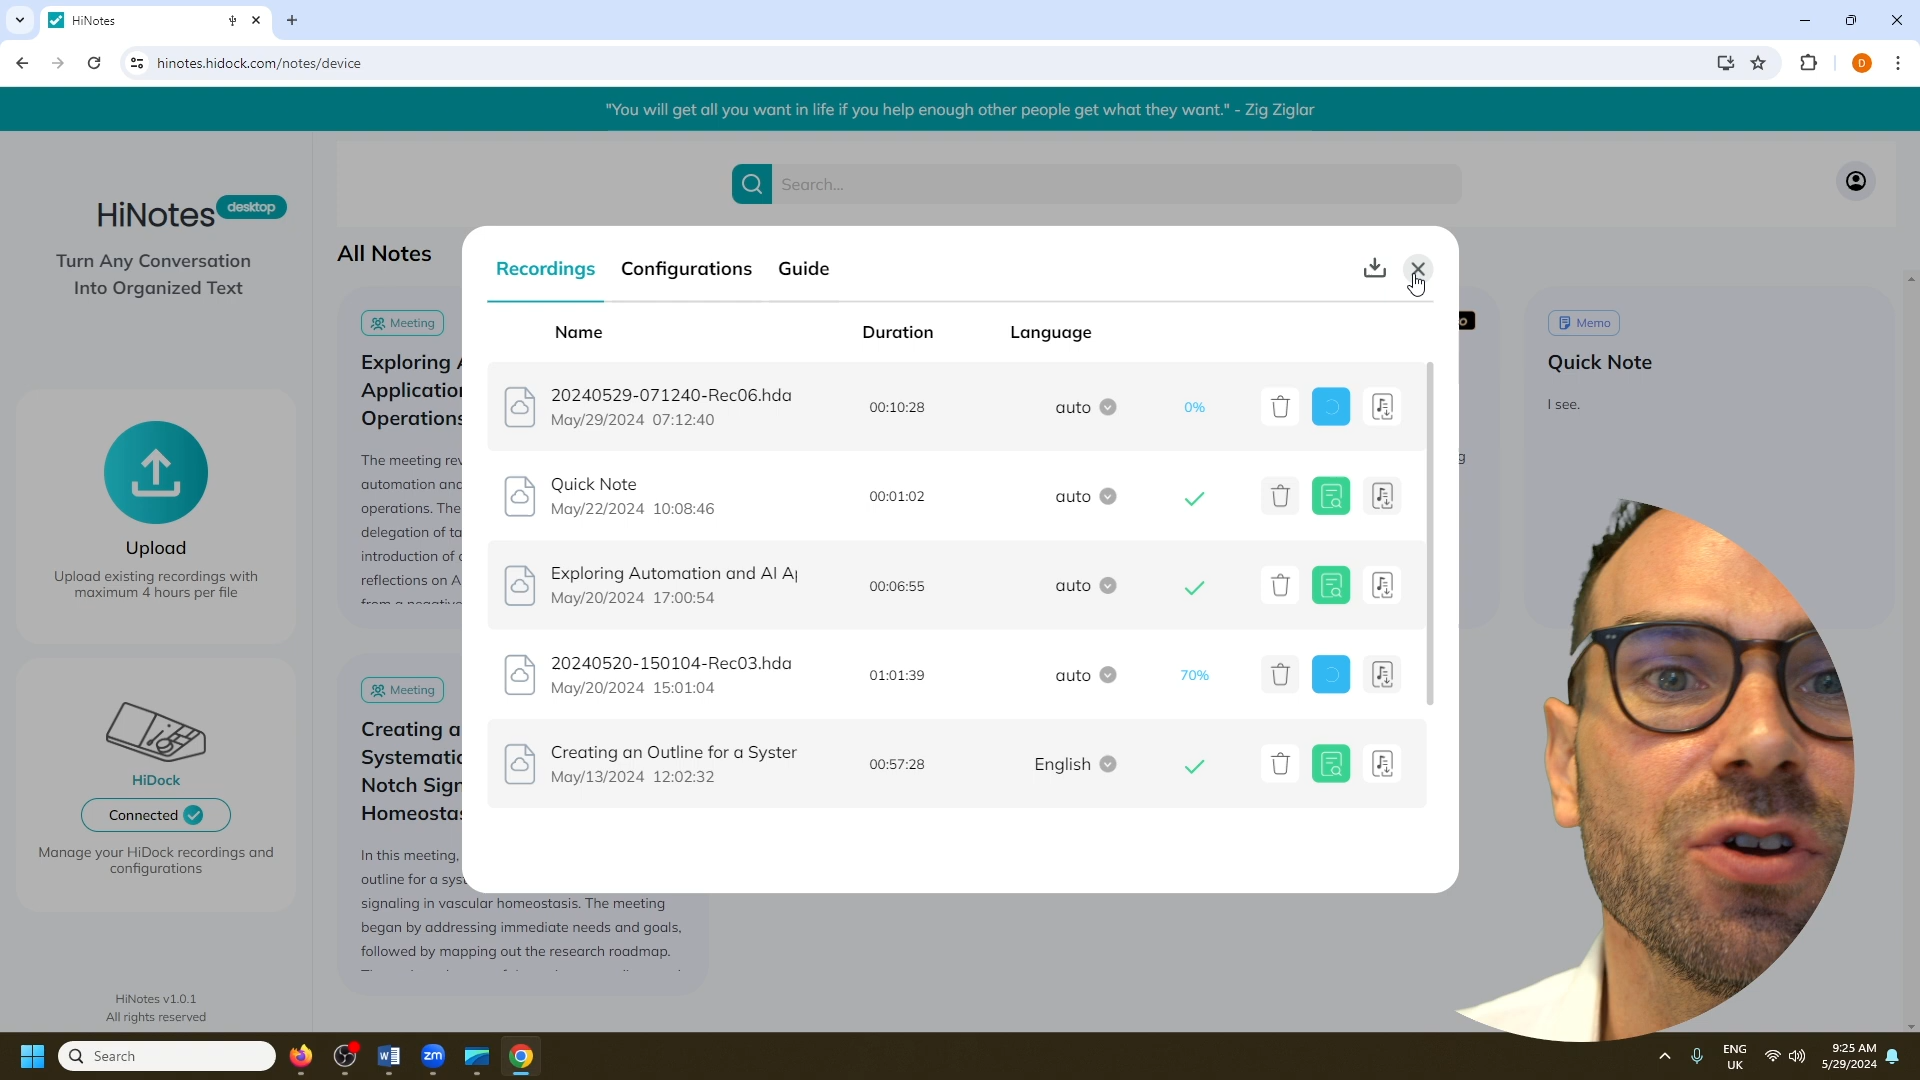 HiNotes
hinotes.hidock.com/notes/device
"You will get all you want in life if you help enough other people get what they want." - Zig Ziglar
HiNotes desktop
Turn Any Conversation
Into Organized Text
Upload
Upload existing recordings with
maximum 4 hours per file
HiDock
Connected
Manage your HiDock recordings and
configurations
HiNotes v1.0.1
All rights reserved
Search...
All Notes
Meeting
Exploring
Application
Operations
The meeting rev
automation and
operations. The
delegation of ta
introduction of
reflections on A
from a negative
Meeting
Creating a
Systematic
Notch Sign
Homeostas
In this meeting,
outline for a syst
signaling in vascular homeostasis. The meeting
began by addressing immediate needs and goals,
followed by mapping out the research roadmap.
Recordings Configurations Guide
Name Duration Language
20240529-071240-Rec06.hda
May/29/2024 07:12:40
00:10:28 auto 0%
Quick Note
May/22/2024 10:08:46
00:01:02 auto
Exploring Automation and AI Ap
May/20/2024 17:00:54
00:06:55 auto
20240520-150104-Rec03.hda
May/20/2024 15:01:04
01:01:39 auto 70%
Creating an Outline for a Syster
May/13/2024 12:02:32
00:57:28 English
Memo
Quick Note
I see.
Search
W
zm
ENG
UK
9:25 AM
5/29/2024
D